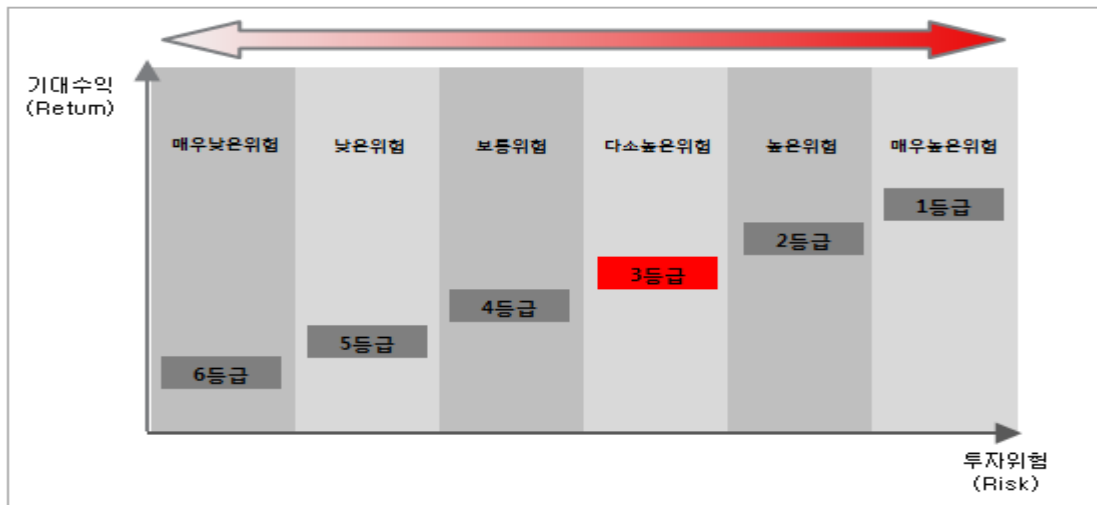 기대수익
(Retum)
매우낮은위험
낮은위험
보통위험
다소높은위험
높은위험
매우높은위험
1등급
2등급
3등급
4등급
5등급
6등급
투자위험
(Risk)